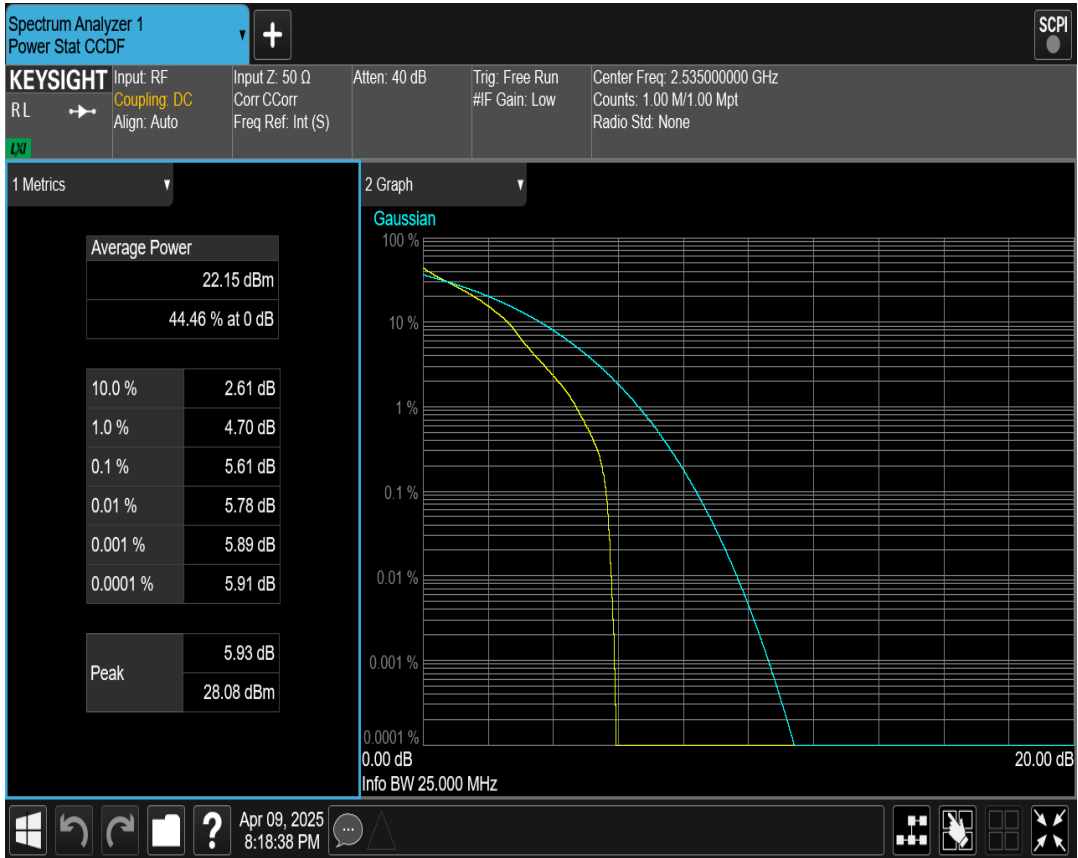 Spectrum Analyzer 1
Power Stat CCDF
+
SCPI
KEYSIGHT
R L
LXI
Input: RF
Coupling: DC
Align: Auto
Input Z: 50 Ω
Corr CCorr
Freq Ref: Int (S)
Atten: 40 dB
Trig: Free Run
#IF Gain: Low
Center Freq: 2.535000000 GHz
Counts: 1.00 M/1.00 Mpt
Radio Std: None
1 Metrics
Average Power
22.15 dBm
44.46 % at 0 dB
10.0 % 2.61 dB
1.0 % 4.70 dB
0.1 % 5.61 dB
0.01 % 5.78 dB
0.001 % 5.89 dB
0.0001 % 5.91 dB
Peak
5.93 dB
28.08 dBm
2 Graph
Gaussian
100 %
10 %
1 %
0.1 %
0.01 %
0.001 %
0.0001 %
0.00 dB 20.00 dB
Info BW 25.000 MHz
?
Apr 09, 2025
8:18:38 PM